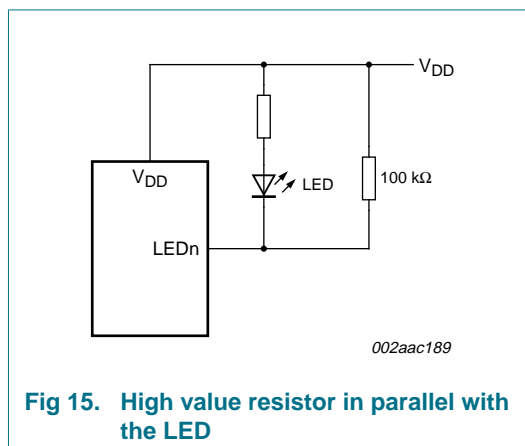 VDD
VDD
LED
100 kΩ
LEDn
002aac189
Fig 15. High value resistor in parallel with
the LED